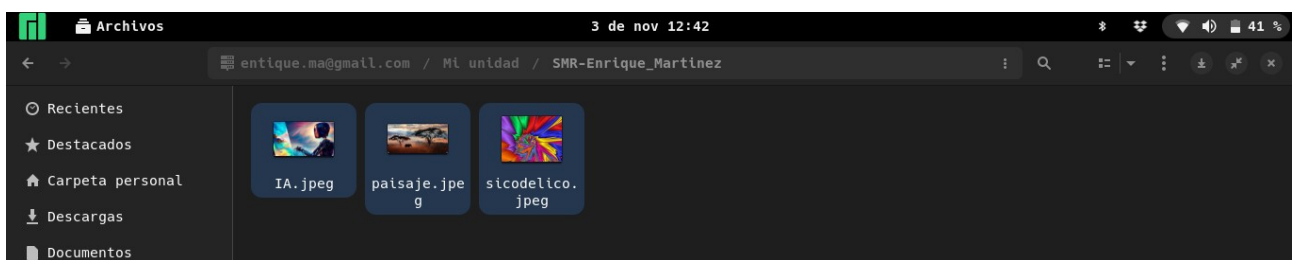 Archivos
3 de nov 12:42
41 %
entique.ma@gmail.com / Mi unidad / SMR-Enrique_Martinez
Recientes
Destacados
Carpeta personal
Descargas
Documentos
IA.jpeg
paisaje.jpe
g
sicodelico.
jpeg